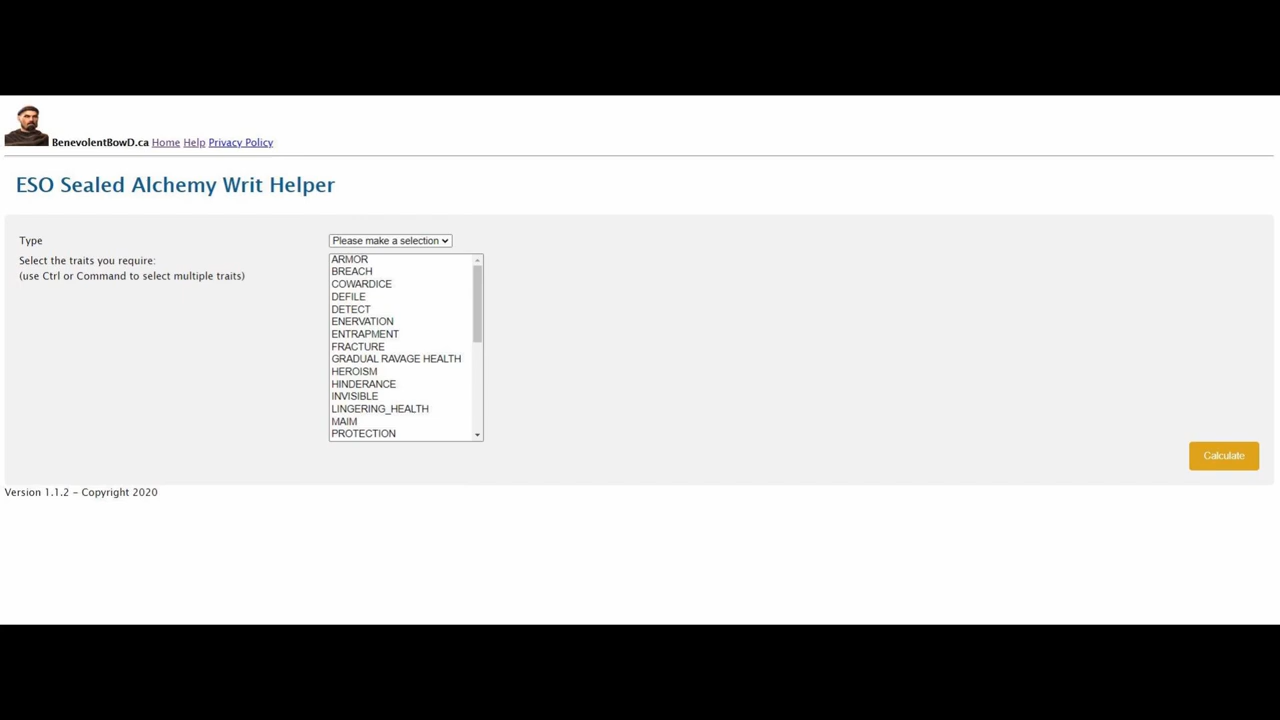 BenevolentBowD.ca Home Help Privacy Policy
ESO Sealed Alchemy Writ Helper
Type
Please make a selection
Select the traits you require:
(use Ctrl or Command to select multiple traits)
ARMOR
BREACH
COWARDICE
DEFILE
DETECT
ENERVATION
ENTRAPMENT
FRACTURE
GRADUAL RAVAGE HEALTH
HEROISM
HINDERANCE
INVISIBLE
LINGERING_HEALTH
MAIM
PROTECTION
Calculate
Version 1.1.2 – Copyright 2020